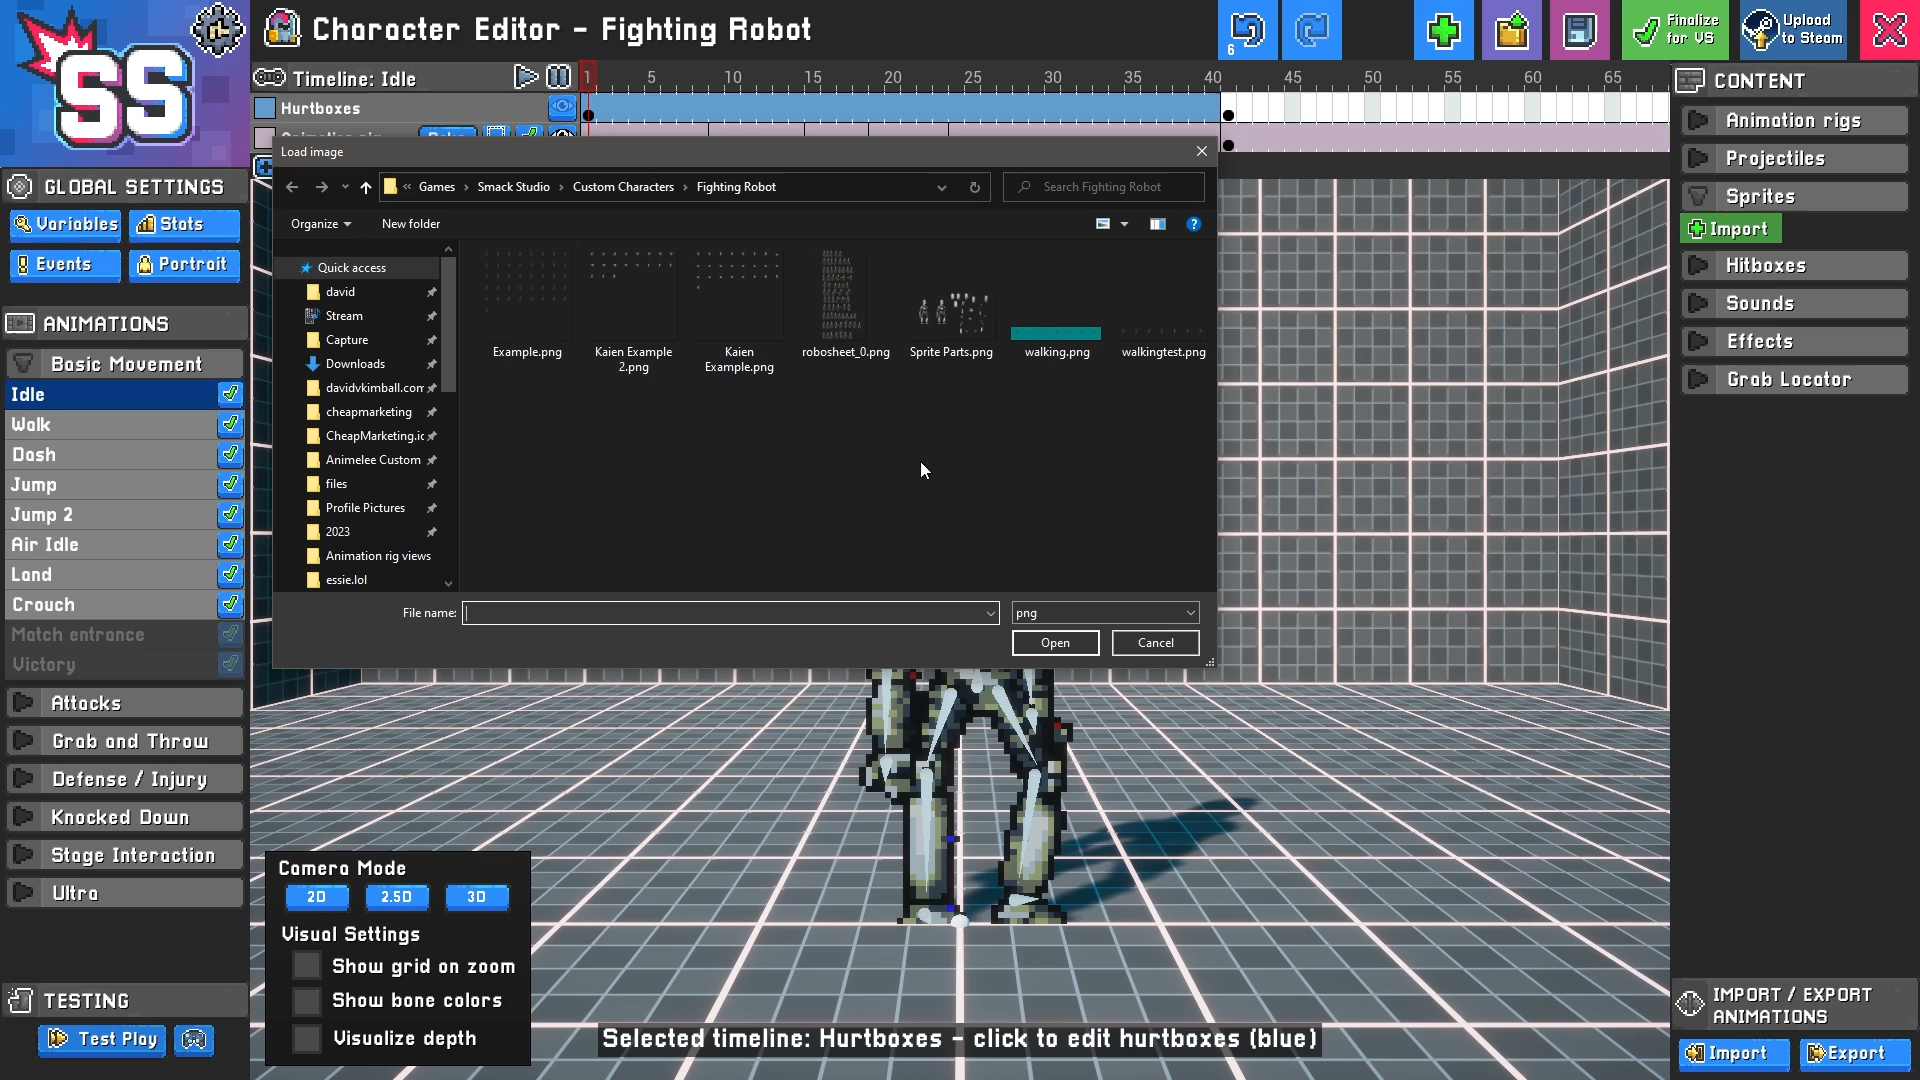 SS
Character Editor - Fighting Robot
6
Finalize for VS
Upload to Steam
Timeline: Idle
1 5 10 15 20 25 30 35 40 45 50 55 60 65
Hurtboxes
GLOBAL SETTINGS
Variables
Stats
Events
Portrait
ANIMATIONS
Basic Movement
Idle
Walk
Dash
Jump
Jump 2
Air Idle
Land
Crouch
Match entrance
Victory
Attacks
Grab and Throw
Defense / Injury
Knocked Down
Stage Interaction
Ultra
TESTING
Test Play
Load image
« Games › Smack Studio › Custom Characters › Fighting Robot
Search Fighting Robot
Organize
New folder
Quick access
david
Stream
Capture
Downloads
davidvkimball.com
cheapmarketing
CheapMarketing.ic
Animelee Custom
files
Profile Pictures
2023
Animation rig views
essie.lol
Example.png
Kaien Example 2.png
Kaien Example.png
robosheet_0.png
Sprite Parts.png
walking.png
walkingtest.png
File name:
png
Open
Cancel
Camera Mode
2D
2.5D
3D
Visual Settings
Show grid on zoom
Show bone colors
Visualize depth
Selected timeline: Hurtboxes - click to edit hurtboxes (blue)
CONTENT
Animation rigs
Projectiles
Sprites
Import
Hitboxes
Sounds
Effects
Grab Locator
IMPORT / EXPORT
ANIMATIONS
Import
Export